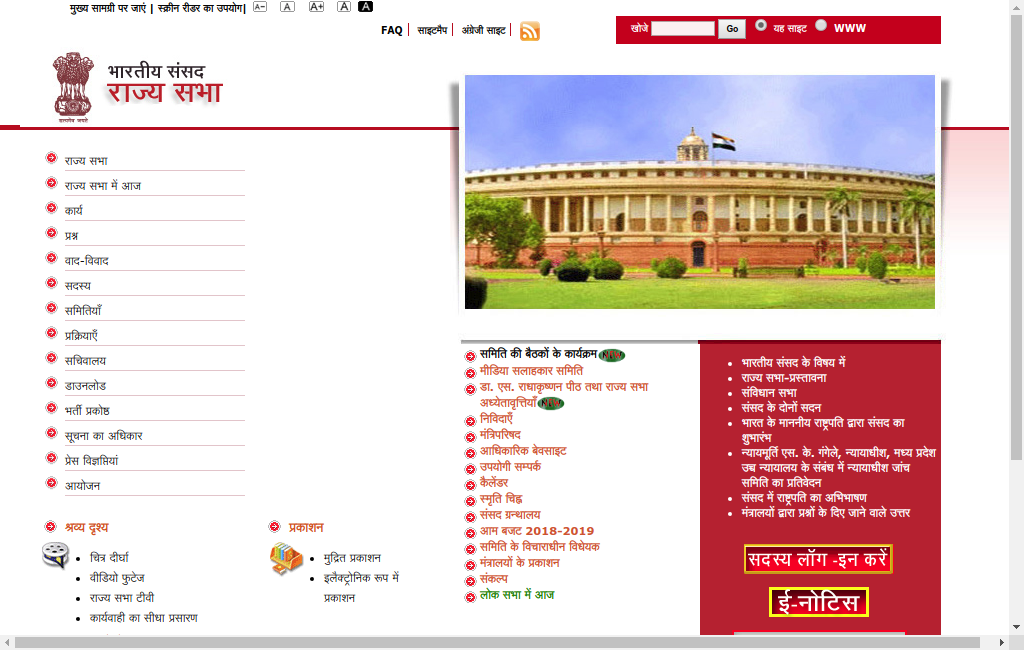 मुख्य सामग्री पर जाएं | स्क्रीन रीडर का उपयोग| A- A A+ A A
FAQ साइटमैप अंग्रेजी साइट
खोजें Go यह साइट WWW
भारतीय संसद
राज्य सभा
राज्य सभा
राज्य सभा में आज
कार्य
प्रश्न
वाद-विवाद
सदस्य
समितियाँ
प्रक्रियाएँ
सचिवालय
डाउनलोड
भर्ती प्रकोष्ठ
सूचना का अधिकार
प्रेस विज्ञप्तियां
आयोजन
श्रव्य दृश्य
चित्र दीर्घा
वीडियो फुटेज
राज्य सभा टीवी
कार्यवाही का सीधा प्रसारण
प्रकाशन
मुद्रित प्रकाशन
इलैक्ट्रोनिक रूप में
प्रकाशन
समिति की बैठकों के कार्यक्रम
मीडिया सलाहकार समिति
डा. एस. राधाकृष्णन पीठ तथा राज्य सभा
अध्येतावृत्तियाँ
निविदाएँ
मंत्रिपरिषद
आधिकारिक बेवसाइट
उपयोगी सम्पर्क
कैलेंडर
स्मृति चिह्न
संसद ग्रन्थालय
आम बजट 2018-2019
समिति के विचाराधीन विधेयक
मंत्रालयों के प्रकाशन
संकल्प
लोक सभा में आज
भारतीय संसद के विषय में
राज्य सभा-प्रस्तावना
संविधान सभा
संसद के दोनों सदन
भारत के माननीय राष्ट्रपति द्वारा संसद का
शुभारंभ
न्यायमूर्ति एस. के. गंगेले, न्यायाधीश, मध्य प्रदेश
उच्च न्यायालय के संबंध में न्यायाधीश जांच
समिति का प्रतिवेदन
संसद में राष्ट्रपति का अभिभाषण
मंत्रालयों द्वारा प्रश्नों के दिए जाने वाले उत्तर
सदस्य लॉग -इन करें
ई-नोटिस